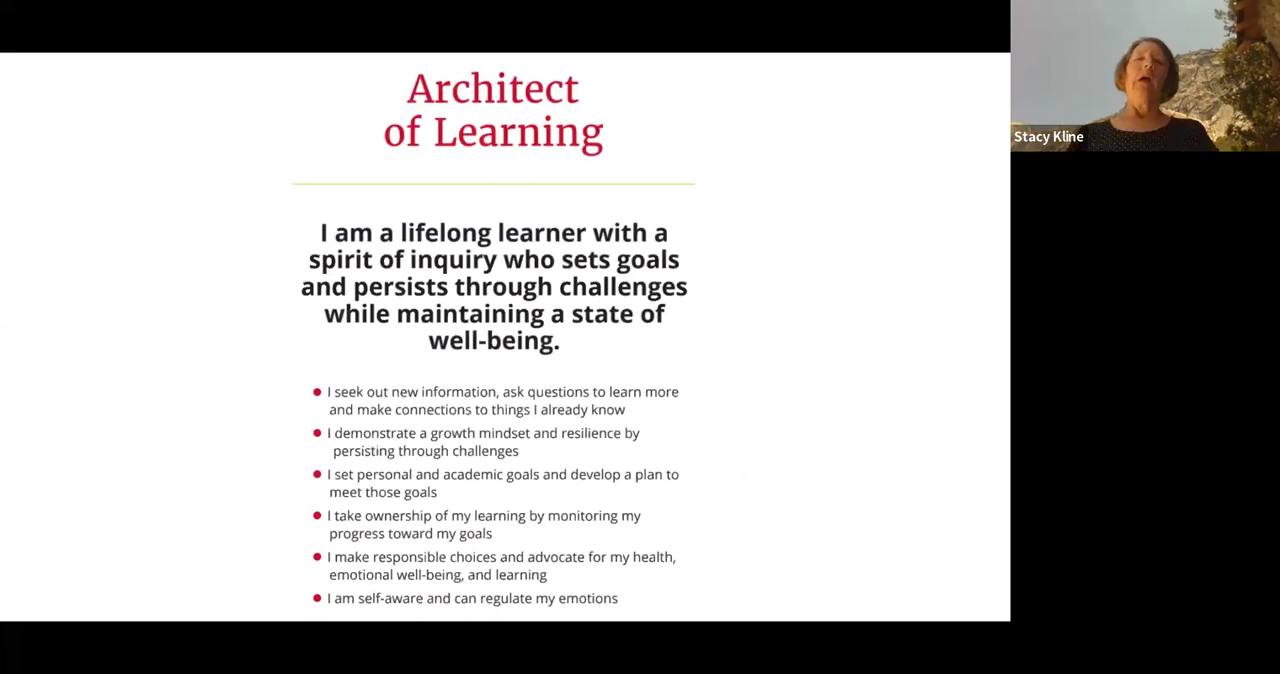 Architect
of Learning
I am a lifelong learner with a
spirit of inquiry who sets goals
and persists through challenges
while maintaining a state of
well-being.
● I seek out new information, ask questions to learn more
and make connections to things I already know
● I demonstrate a growth mindset and resilience by
persisting through challenges
● I set personal and academic goals and develop a plan to
meet those goals
● I take ownership of my learning by monitoring my
progress toward my goals
● I make responsible choices and advocate for my health,
emotional well-being, and learning
● I am self-aware and can regulate my emotions
Stacy Kline